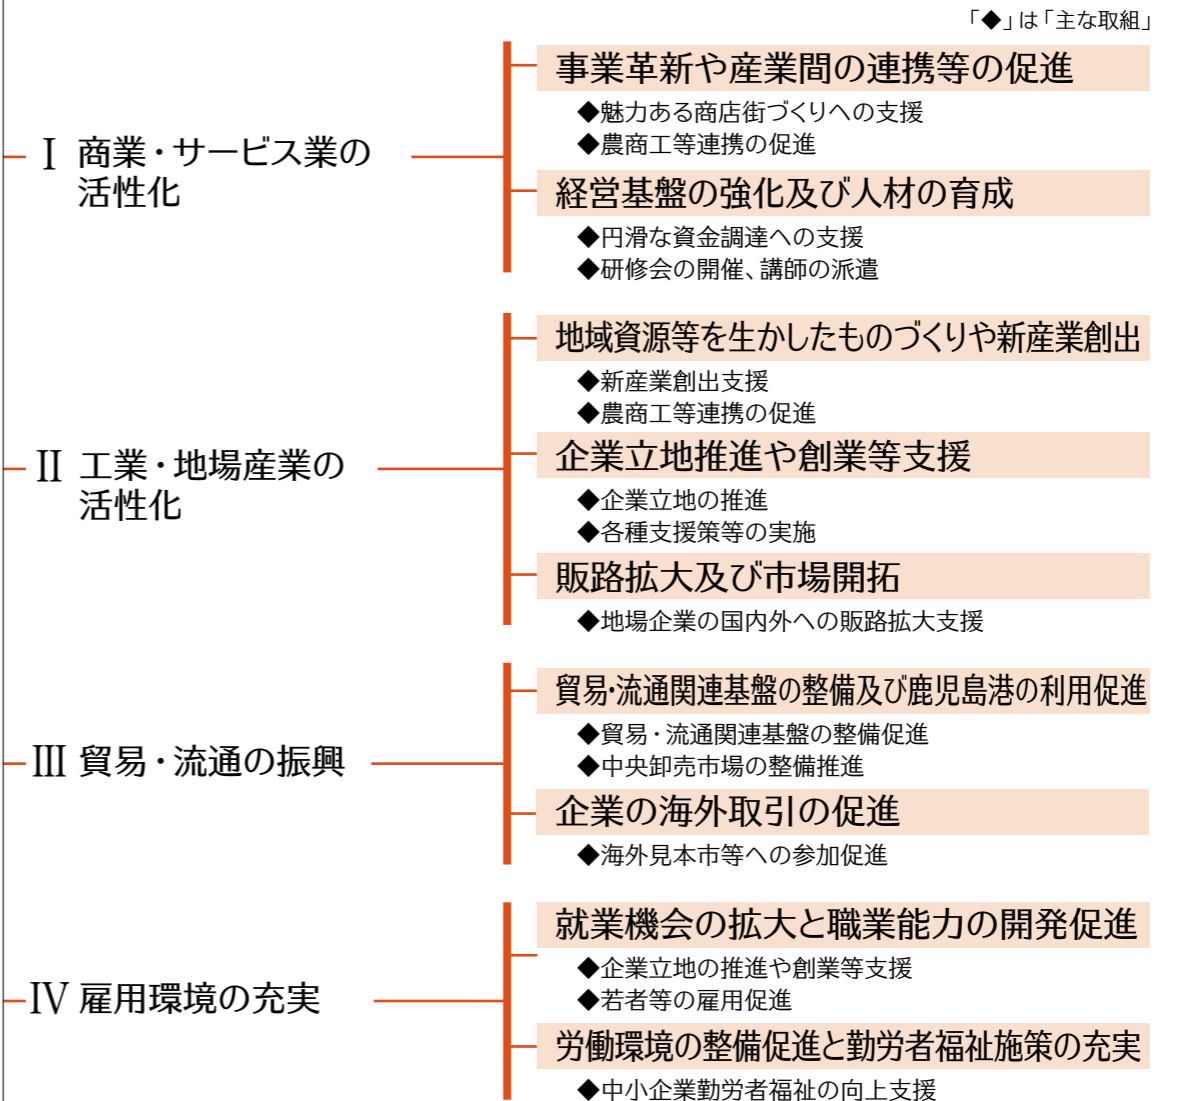 「◆」は「主な取組」
Ⅰ 商業・サービス業の
活性化
事業革新や産業間の連携等の促進
◆魅力ある商店街づくりへの支援
◆農商工等連携の促進
経営基盤の強化及び人材の育成
◆円滑な資金調達への支援
◆研修会の開催、講師の派遣
Ⅱ 工業・地場産業の
活性化
地域資源等を生かしたものづくりや新産業創出
◆新産業創出支援
◆農商工等連携の促進
企業立地推進や創業等支援
◆企業立地の推進
◆各種支援策等の実施
販路拡大及び市場開拓
◆地場企業の国内外への販路拡大支援
Ⅲ 貿易・流通の振興
貿易・流通関連基盤の整備及び鹿児島港の利用促進
◆貿易・流通関連基盤の整備促進
◆中央卸売市場の整備推進
企業の海外取引の促進
◆海外見本市等への参加促進
Ⅳ 雇用環境の充実
就業機会の拡大と職業能力の開発促進
◆企業立地の推進や創業等支援
◆若者等の雇用促進
労働環境の整備促進と勤労者福祉施策の充実
◆中小企業勤労者福祉の向上支援